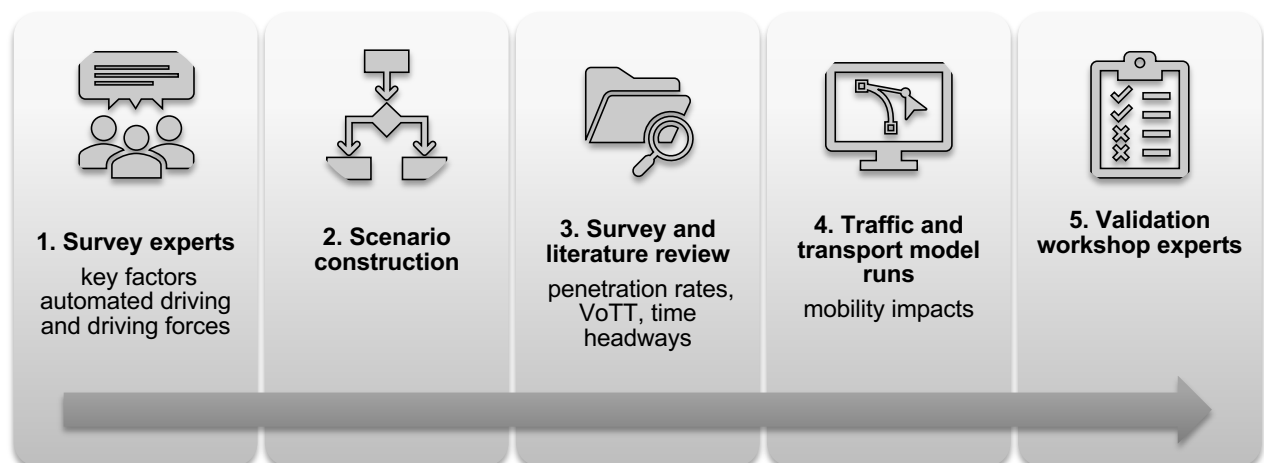 1. Survey experts
key factors
automated driving
and driving forces
2. Scenario
construction
3. Survey and
literature review
penetration rates,
VoTT, time
headways
4. Traffic and
transport model
runs
mobility impacts
5. Validation
workshop experts